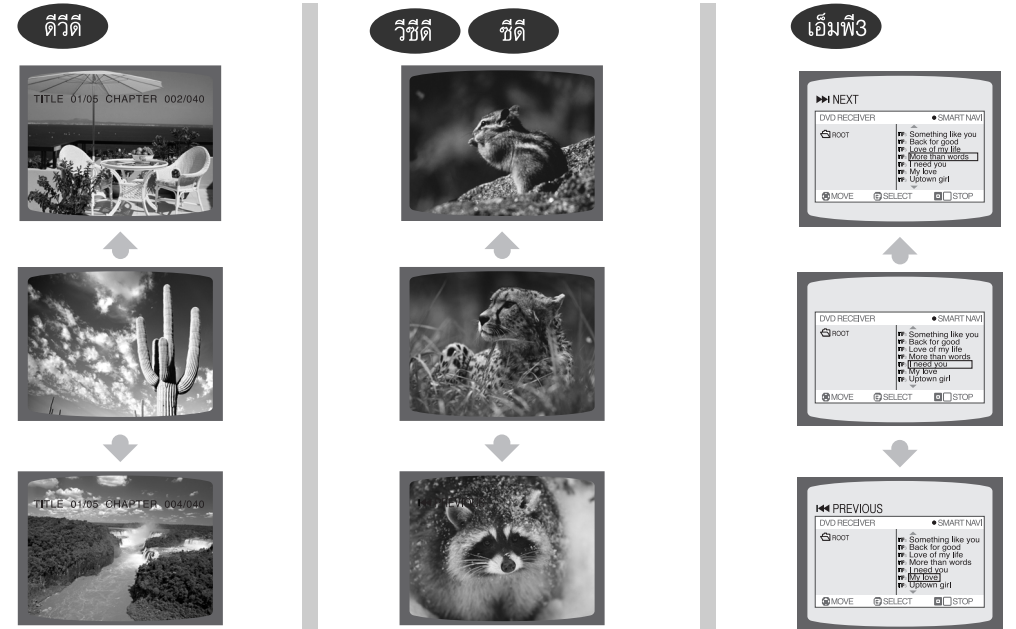 ดีวีดี
TITLE 01/05 CHAPTER 002/040
TITLE 01/05 CHAPTER 004/040
วีซีดี
ซีดี
เอ็มพี3
NEXT
DVD RECEIVER SMART NAVI
ROOT
Something like you
Back for good
Love of my life
More than words
I need you
My love
Uptown girl
MOVE SELECT STOP
DVD RECEIVER SMART NAVI
ROOT
Something like you
Back for good
Love of my life
More than words
I need you
My love
Uptown girl
MOVE SELECT STOP
PREVIOUS
DVD RECEIVER SMART NAVI
ROOT
Something like you
Back for good
Love of my life
More than words
I need you
My love
Uptown girl
MOVE SELECT STOP